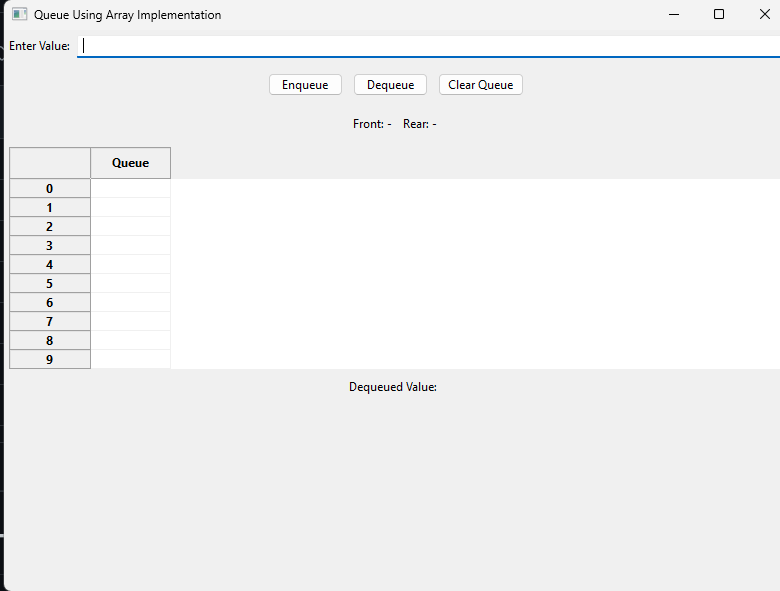 Queue Using Array Implementation
Enter Value:
Enqueue Dequeue Clear Queue
Front: - Rear: -
Queue
0
1
2
3
4
5
6
7
8
9
Dequeued Value: